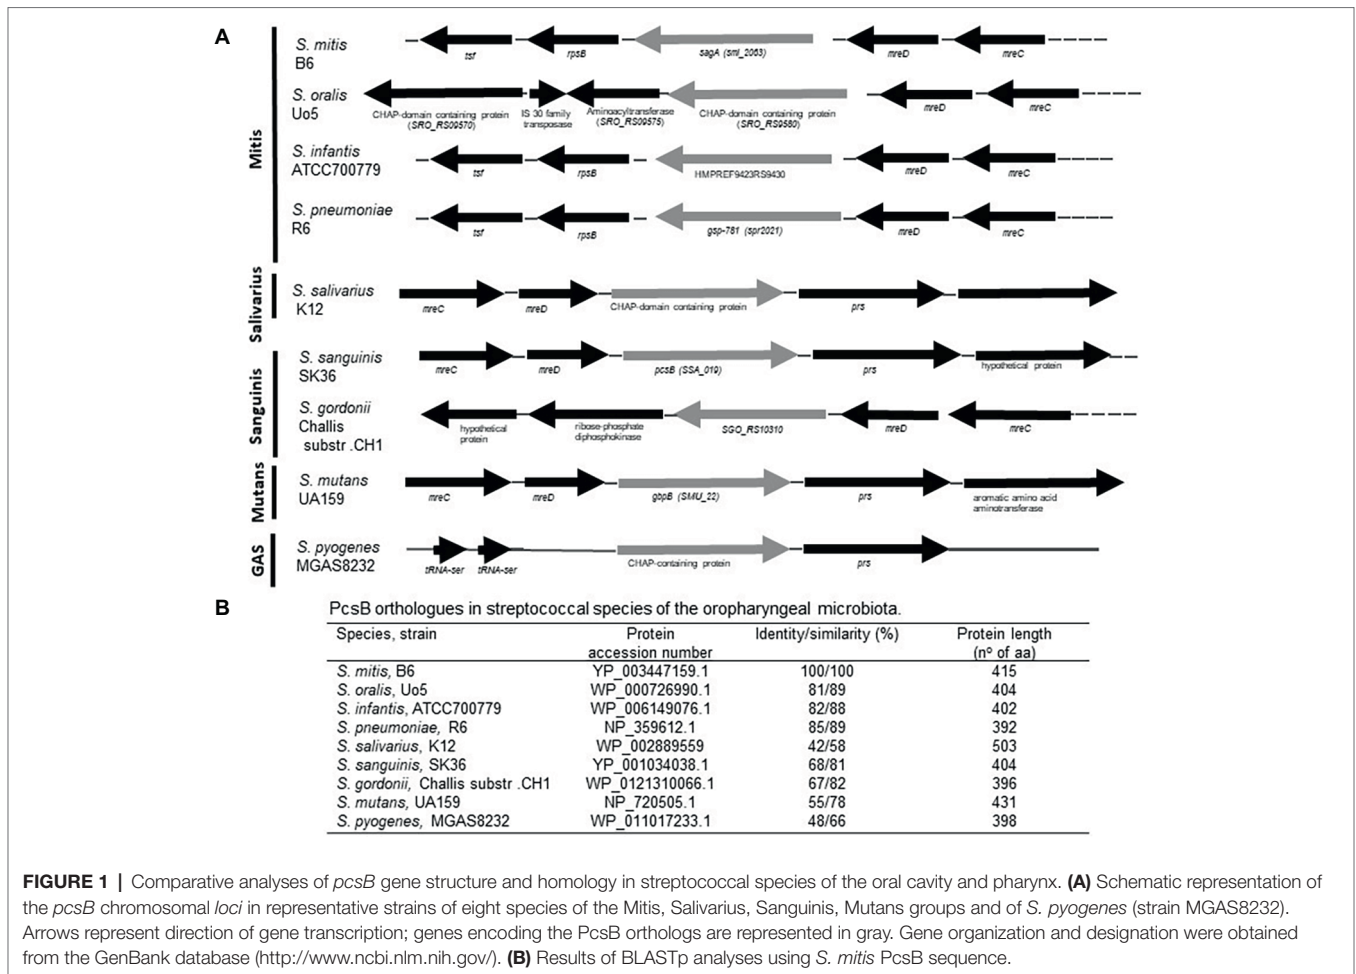 A
Mitis
S. mitis
B6
tsf
rpsB
sagA (smi_2063)
mreD
mreC
S. oralis
Uo5
CHAP-domain containing protein
(SRO_RS09570)
IS 30 family
transposase
Aminoacyltransferase
(SRO_RS09575)
CHAP-domain containing protein
(SRO_RS9580)
mreD
mreC
S. infantis
ATCC700779
tsf
rpsB
HMPREF9423RS9430
mreD
mreC
S. pneumoniae
R6
tsf
rpsB
gsp-781 (spr2021)
mreD
mreC
Salivarius
S. salivarius
K12
mreC
mreD
CHAP-domain containing protein
prs
Sanguinis
S. sanguinis
SK36
mreC
mreD
pcsB (SSA_019)
prs
hypothetical protein
S. gordonii
Challis
substr .CH1
hypothetical
protein
ribose-phosphate
diphosphokinase
SGO_RS10310
mreD
mreC
Mutans
S. mutans
UA159
mreC
mreD
gbpB (SMU_22)
prs
aromatic amino acid
aminotransferase
GAS
S. pyogenes
MGAS8232
tRNA-ser
tRNA-ser
CHAP-containing protein
prs
B
PcsB orthologues in streptococcal species of the oropharyngeal microbiota.
Species, strain Protein accession number Identity/similarity (%) Protein length (nº of aa)
S. mitis, B6 YP_003447159.1 100/100 415
S. oralis, Uo5 WP_000726990.1 81/89 404
S. infantis, ATCC700779 WP_006149076.1 82/88 402
S. pneumoniae, R6 NP_359612.1 85/89 392
S. salivarius, K12 WP_002889559 42/58 503
S. sanguinis, SK36 YP_001034038.1 68/81 404
S. gordonii, Challis substr .CH1 WP_0121310066.1 67/82 396
S. mutans, UA159 NP_720505.1 55/78 431
S. pyogenes, MGAS8232 WP_011017233.1 48/66 398
FIGURE 1 | Comparative analyses of pcsB gene structure and homology in streptococcal species of the oral cavity and pharynx. (A) Schematic representation of
the pcsB chromosomal loci in representative strains of eight species of the Mitis, Salivarius, Sanguinis, Mutans groups and of S. pyogenes (strain MGAS8232).
Arrows represent direction of gene transcription; genes encoding the PcsB orthologs are represented in gray. Gene organization and designation were obtained
from the GenBank database (http://www.ncbi.nlm.nih.gov/). (B) Results of BLASTp analyses using S. mitis PcsB sequence.